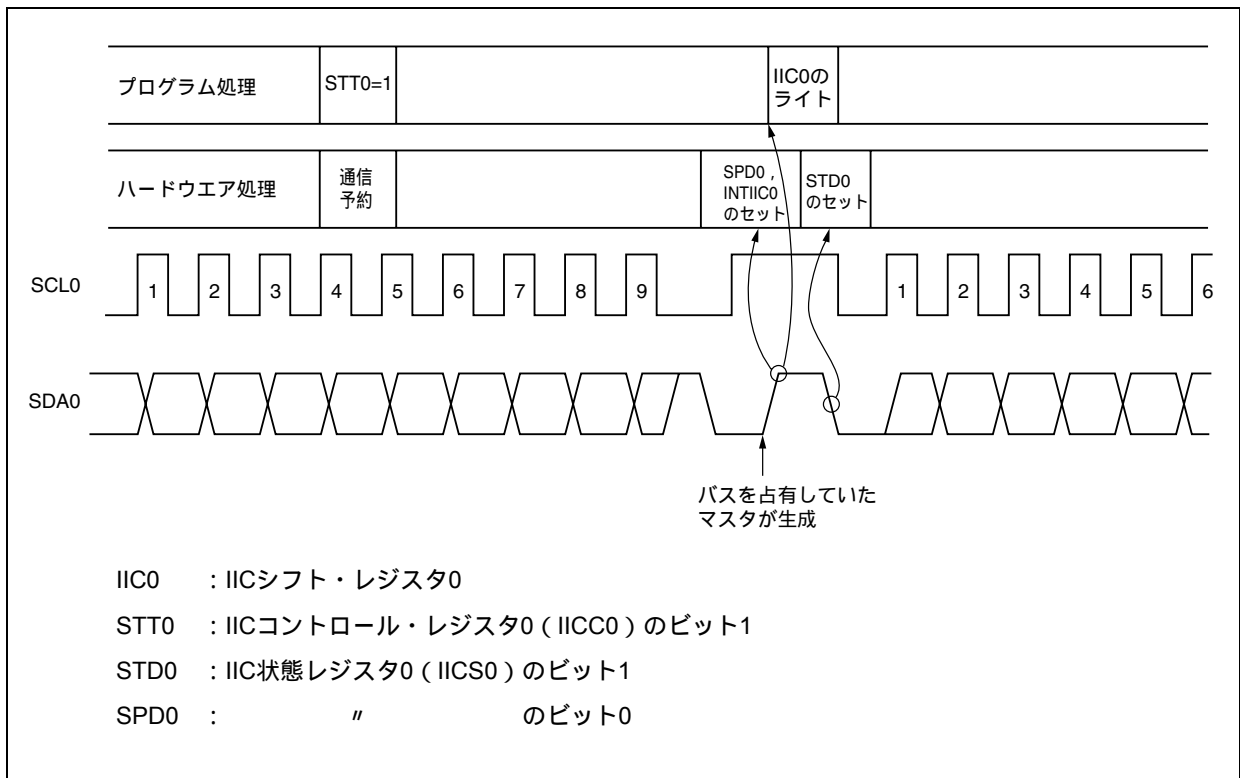 プログラム処理
STT0=1
IIC0の
ライト
ハードウエア処理
通信
予約
SPD0 ,
INTIIC0
のセット
STD0
のセット
SCL0
1 2 3 4 5 6 7 8 9 1 2 3 4 5 6
SDA0
バスを占有していた
マスタが生成
IIC0 : IICシフト・レジスタ0
STT0 : IICコントロール・レジスタ0 ( IICC0 ) のビット1
STD0 : IIC状態レジスタ0 ( IICS0 ) のビット1
SPD0 : 〃 のビット0